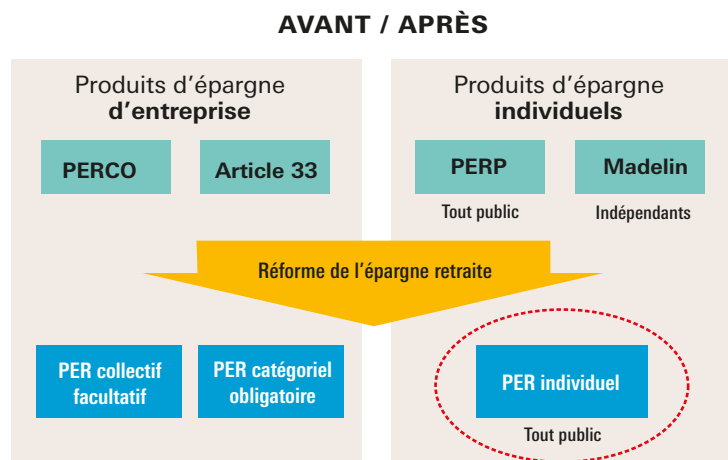 AVANT / APRÈS
Produits d'épargne
d'entreprise
PERCO
Article 33
Produits d'épargne
individuels
PERP
Madelin
Tout public
Indépendants
Réforme de l'épargne retraite
PER collectif
facultatif
PER catégoriel
obligatoire
PER individuel
Tout public